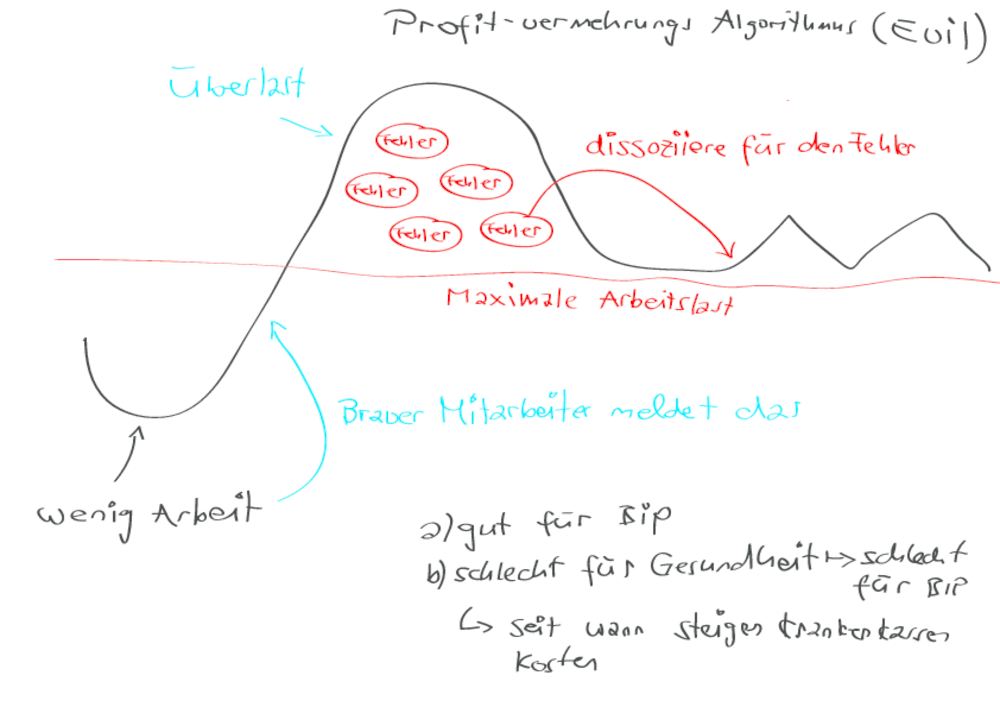 Profit-vermehrungs Algorithmus (Evil)
Überlast
Fehler
dissoziiere für den Fehler
Fehler
Fehler
Fehler
Fehler
Maximale Arbeitslast
Braver Mitarbeiter meldet das
wenig Arbeit
a) gut für Bip
b) schlecht für Gesundheit ↦ schlecht
für BIP
↳ seit wann steigen Krankenkassen
Kosten